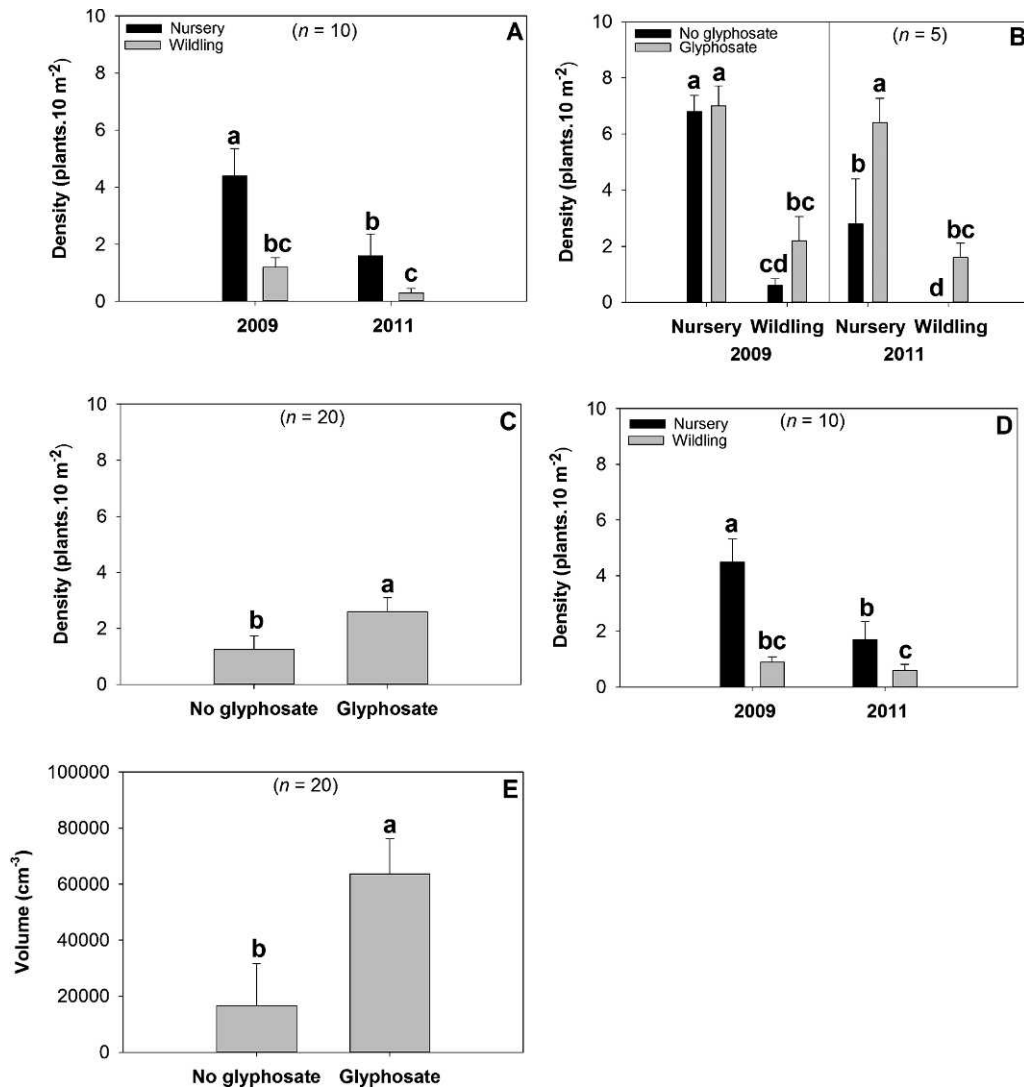 Density (plants.10 m-2)
10
8
6
4
2
0
Nursery
Wildling
(n = 10)
A
a
bc
b
c
2009
2011
Density (plants.10 m-2)
10
8
6
4
2
0
No glyphosate
Glyphosate
(n = 5)
B
a
a
cd
bc
b
a
d
bc
Nursery Wildling
Nursery Wildling
2009
2011
Density (plants.10 m-2)
10
8
6
4
2
0
(n = 20)
C
b
a
No glyphosate
Glyphosate
Density (plants.10 m-2)
10
8
6
4
2
0
Nursery
Wildling
(n = 10)
D
a
bc
b
c
2009
2011
Volume (cm-3)
100000
80000
60000
40000
20000
0
(n = 20)
E
b
a
No glyphosate
Glyphosate